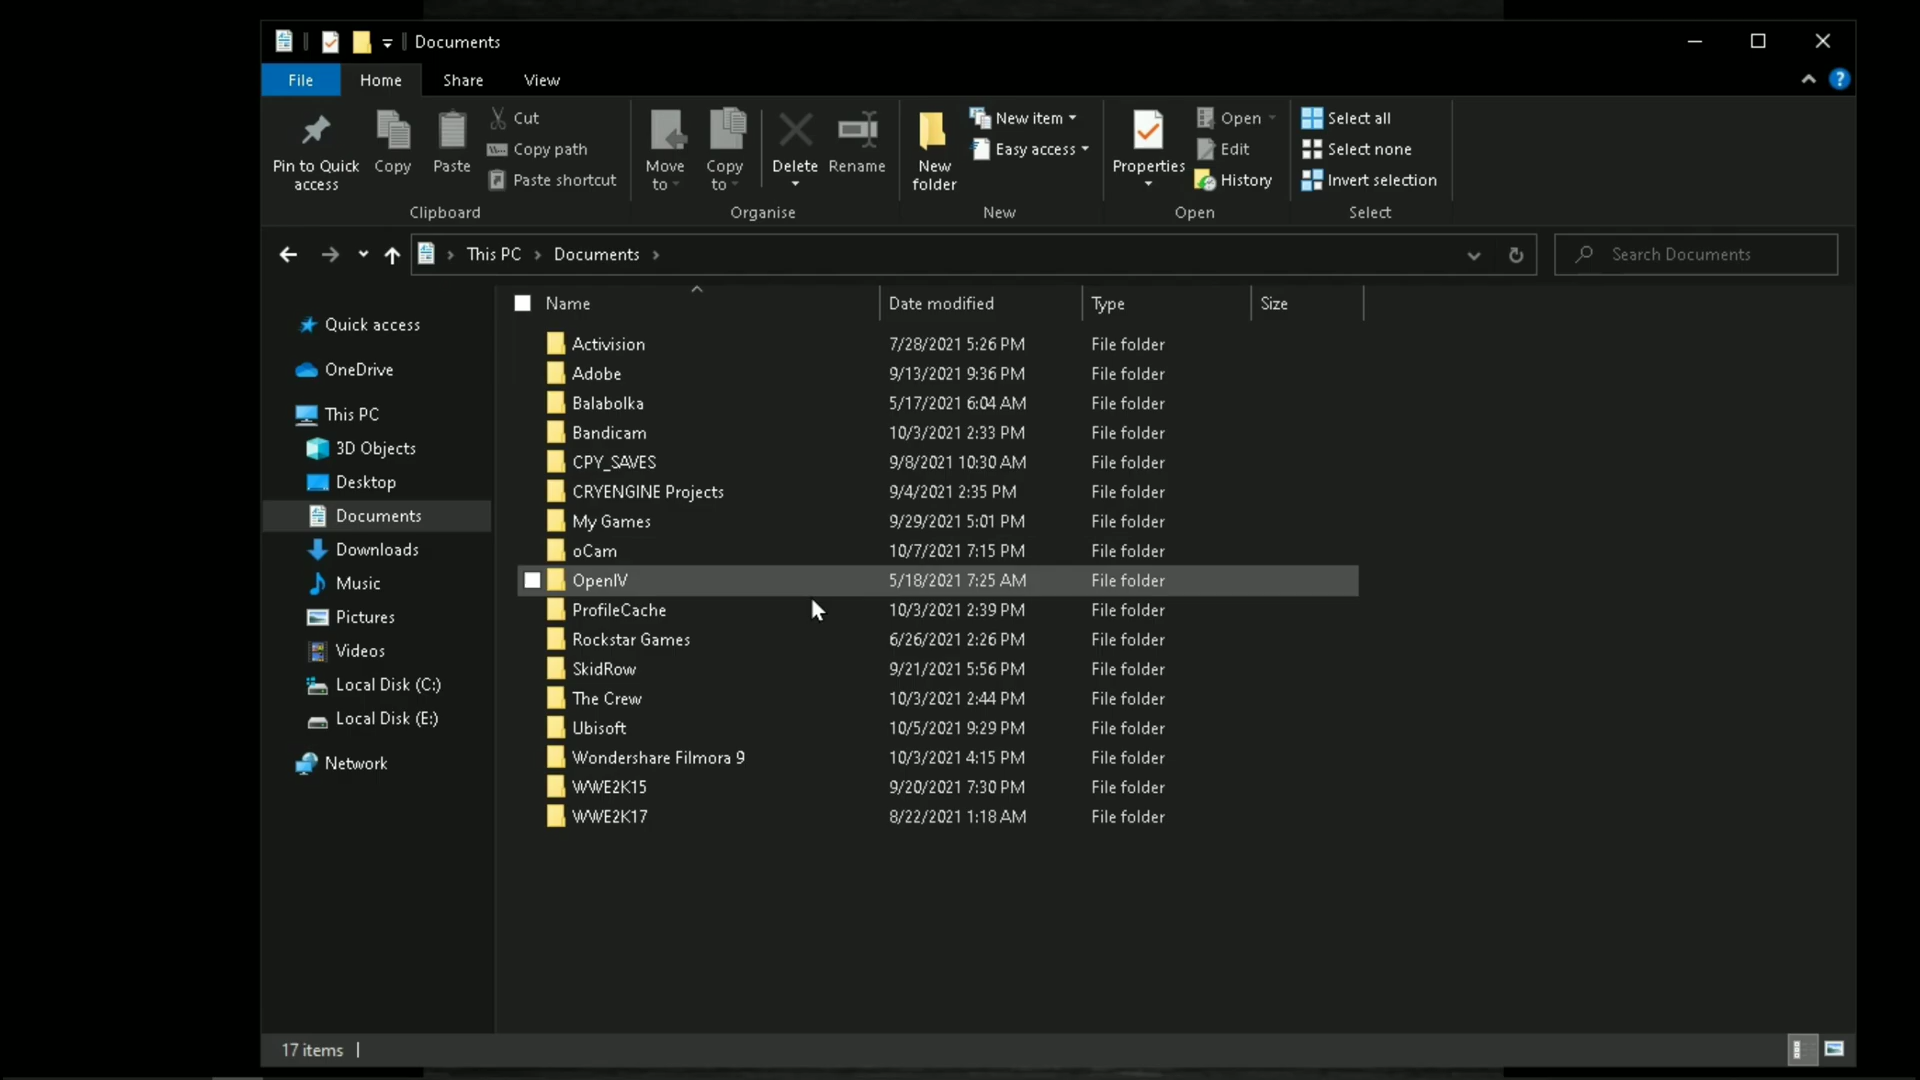 Documents
File Home Share View
Pin to Quick access
Copy
Paste
Cut
Copy path
Paste shortcut
Clipboard
Move to
Copy to
Delete
Rename
Organise
New folder
New item
Easy access
New
Properties
Open
Edit
History
Open
Select all
Select none
Invert selection
Select
This PC > Documents >
Search Documents
Quick access
OneDrive
This PC
3D Objects
Desktop
Documents
Downloads
Music
Pictures
Videos
Local Disk (C:)
Local Disk (E:)
Network
Name Date modified Type Size
Activision 7/28/2021 5:26 PM File folder
Adobe 9/13/2021 9:36 PM File folder
Balabolka 5/17/2021 6:04 AM File folder
Bandicam 10/3/2021 2:33 PM File folder
CPY_SAVES 9/8/2021 10:30 AM File folder
CRYENGINE Projects 9/4/2021 2:35 PM File folder
My Games 9/29/2021 5:01 PM File folder
oCam 10/7/2021 7:15 PM File folder
OpenIV 5/18/2021 7:25 AM File folder
ProfileCache 10/3/2021 2:39 PM File folder
Rockstar Games 6/26/2021 2:26 PM File folder
SkidRow 9/21/2021 5:56 PM File folder
The Crew 10/3/2021 2:44 PM File folder
Ubisoft 10/5/2021 9:29 PM File folder
Wondershare Filmora 9 10/3/2021 4:15 PM File folder
WWE2K15 9/20/2021 7:30 PM File folder
WWE2K17 8/22/2021 1:18 AM File folder
17 items